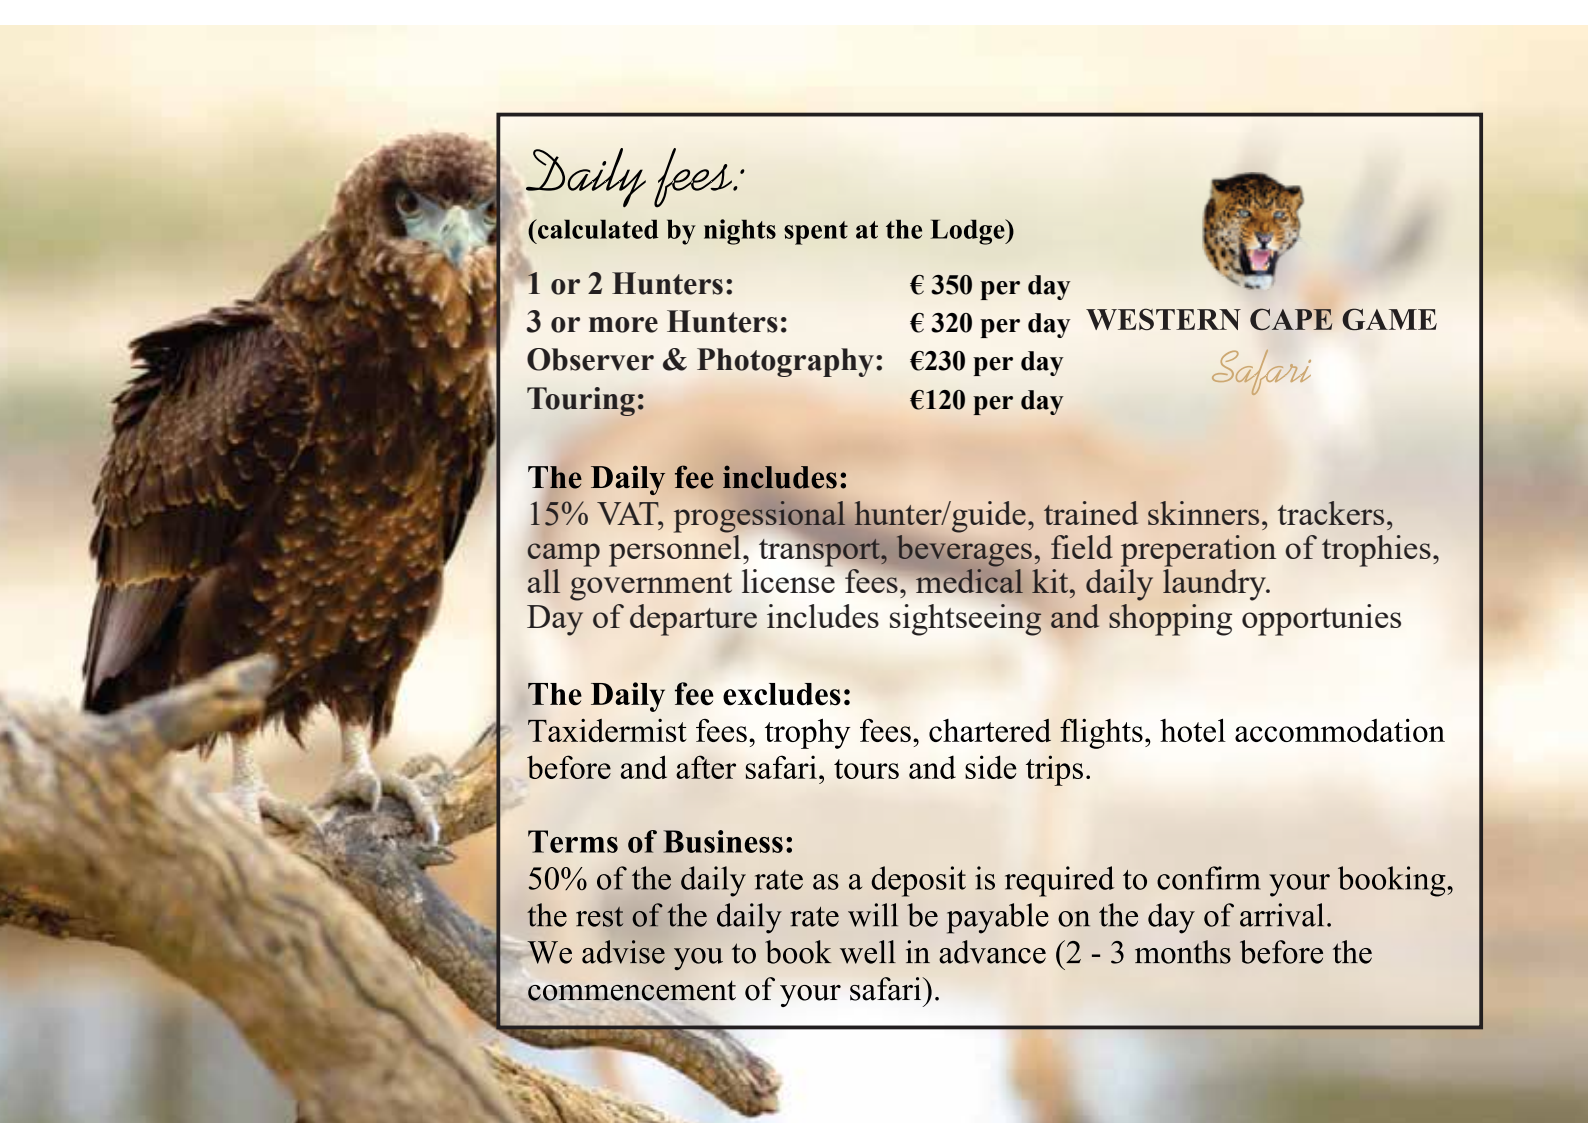 Daily fees:
(calculated by nights spent at the Lodge)
1 or 2 Hunters: € 350 per day
3 or more Hunters: € 320 per day
Observer & Photography: €230 per day
Touring: €120 per day
WESTERN CAPE GAME
Safari
The Daily fee includes:
15% VAT, progessional hunter/guide, trained skinners, trackers,
camp personnel, transport, beverages, field preperation of trophies,
all government license fees, medical kit, daily laundry.
Day of departure includes sightseeing and shopping opportunies
The Daily fee excludes:
Taxidermist fees, trophy fees, chartered flights, hotel accommodation
before and after safari, tours and side trips.
Terms of Business:
50% of the daily rate as a deposit is required to confirm your booking,
the rest of the daily rate will be payable on the day of arrival.
We advise you to book well in advance (2 - 3 months before the
commencement of your safari).